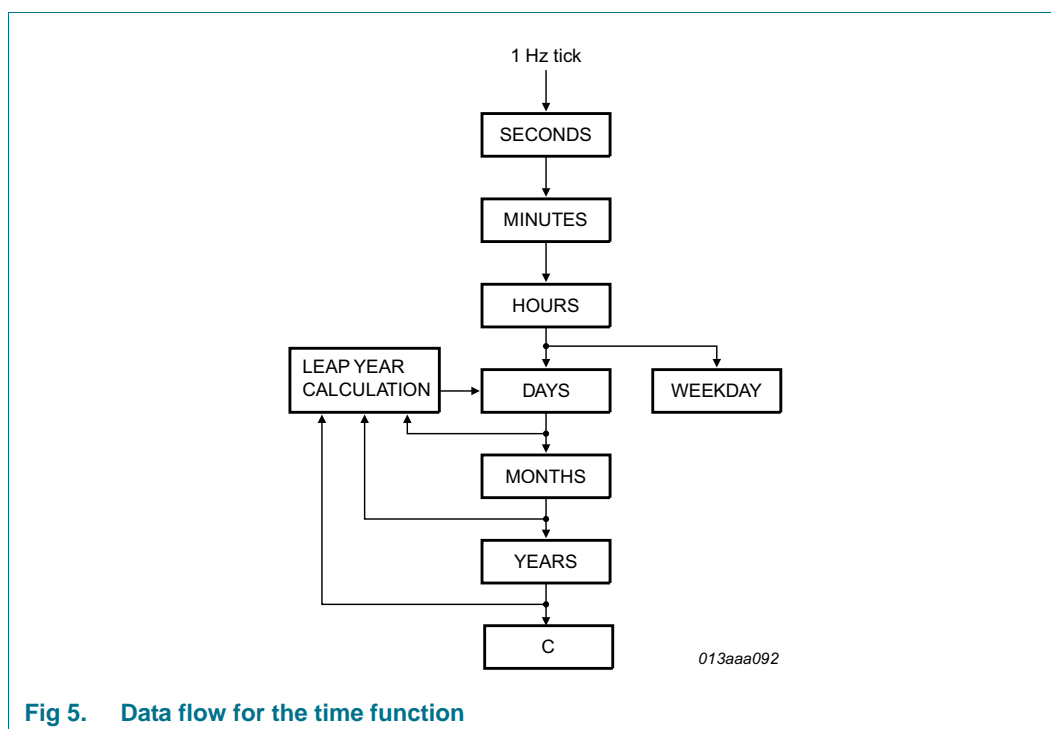 1 Hz tick
SECONDS
MINUTES
HOURS
LEAP YEAR
CALCULATION
DAYS
WEEKDAY
MONTHS
YEARS
C
013aaa092
Fig 5. Data flow for the time function